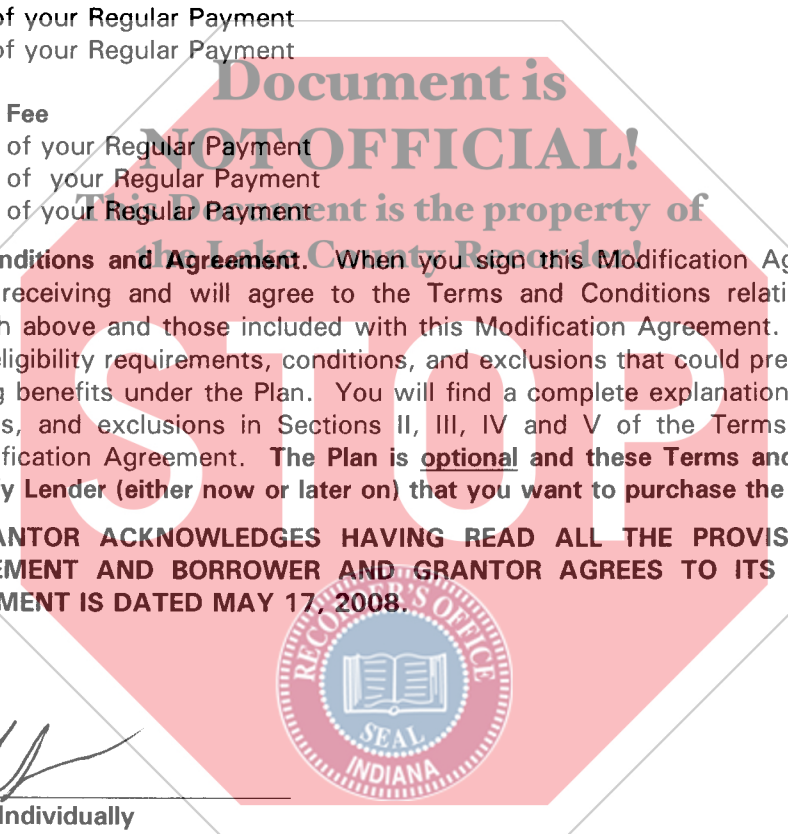 of your Regular Payment
of your Regular Payment
Document is
Fee
of your Regular Payment
NOT OFFICIAL!
of your Regular Payment
of your Regular Payment
This Document is the property of
the Lake County Recorder!
nditions and Agreement. When you sign this Modification Ag
receiving and will agree to the Terms and Conditions relati
h above and those included with this Modification Agreement.
eligibility requirements, conditions, and exclusions that could pre
g benefits under the Plan. You will find a complete explanation
s, and exclusions in Sections II, III, IV and V of the Terms
ification Agreement. The Plan is optional and these Terms and
y Lender (either now or later on) that you want to purchase the
STOP
ANTOR ACKNOWLEDGES HAVING READ ALL THE PROVIS
EMENT AND BORROWER AND GRANTOR AGREES TO ITS
MENT IS DATED MAY 17, 2008.
RECORDER'S OFFICE
SEAL
INDIANA
Individually